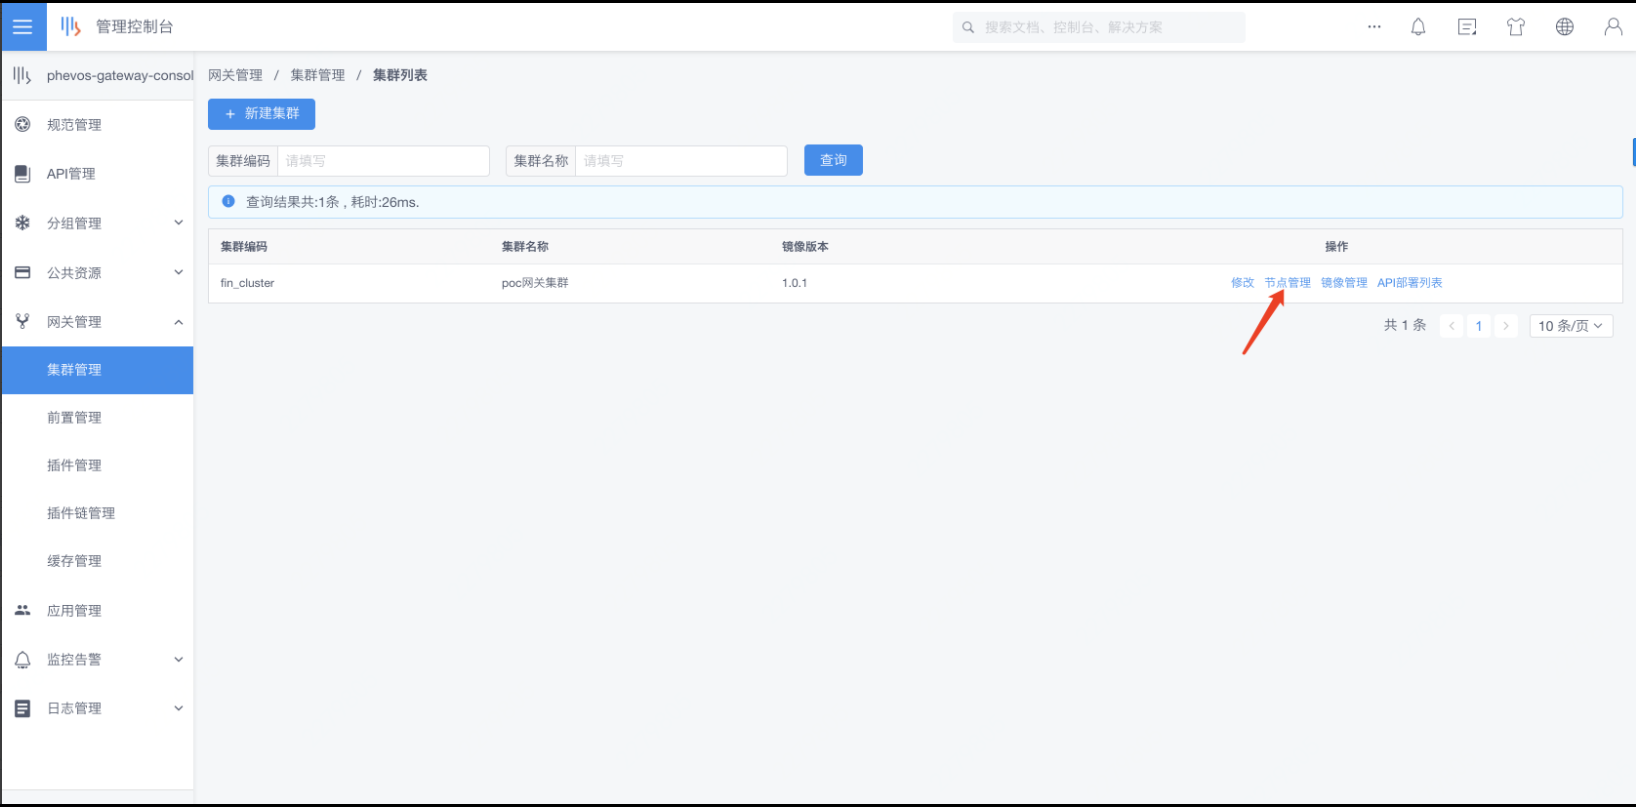 管理控制台
搜索文档、控制台、解决方案
phevos-gateway-consol
规范管理
API管理
分组管理
公共资源
网关管理
集群管理
前置管理
插件管理
插件链管理
缓存管理
应用管理
监控告警
日志管理
网关管理 / 集群管理 / 集群列表
+ 新建集群
集群编码 请填写 集群名称 请填写 查询
查询结果共:1条 , 耗时:26ms.
集群编码 集群名称 镜像版本 操作
fin_cluster poc网关集群 1.0.1 修改 节点管理 镜像管理 API部署列表
共 1 条 < 1 > 10 条/页